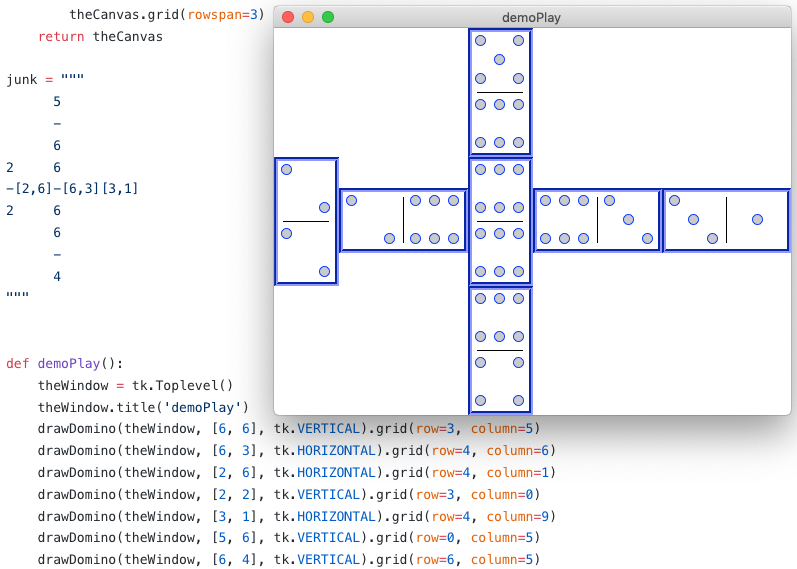 theCanvas.grid(rowspan=3)
demoPlay
    return theCanvas
junk = """
      5
      -
      6
2     6
-[2,6]-[6,3][3,1]
2     6
      6
      -
      4
"""
def demoPlay():
    theWindow = tk.Toplevel()
    theWindow.title('demoPlay')
    drawDomino(theWindow, [6, 6], tk.VERTICAL).grid(row=3, column=5)
    drawDomino(theWindow, [6, 3], tk.HORIZONTAL).grid(row=4, column=6)
    drawDomino(theWindow, [2, 6], tk.HORIZONTAL).grid(row=4, column=1)
    drawDomino(theWindow, [2, 2], tk.VERTICAL).grid(row=3, column=0)
    drawDomino(theWindow, [3, 1], tk.HORIZONTAL).grid(row=4, column=9)
    drawDomino(theWindow, [5, 6], tk.VERTICAL).grid(row=0, column=5)
    drawDomino(theWindow, [6, 4], tk.VERTICAL).grid(row=6, column=5)